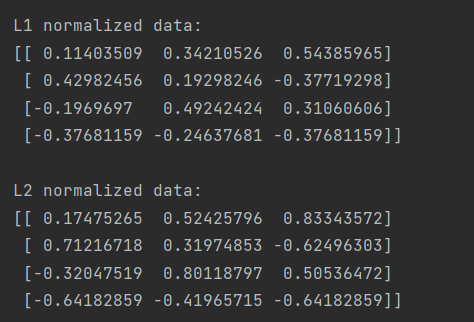 L1 normalized data:
[[ 0.11403509  0.34210526  0.54385965]
 [ 0.42982456  0.19298246 -0.37719298]
 [-0.1969697   0.49242424  0.31060606]
 [-0.37681159 -0.24637681 -0.37681159]]

L2 normalized data:
[[ 0.17475265  0.52425796  0.83343572]
 [ 0.71216718  0.31974853 -0.62496303]
 [-0.32047519  0.80118797  0.50536472]
 [-0.64182859 -0.41965715 -0.64182859]]